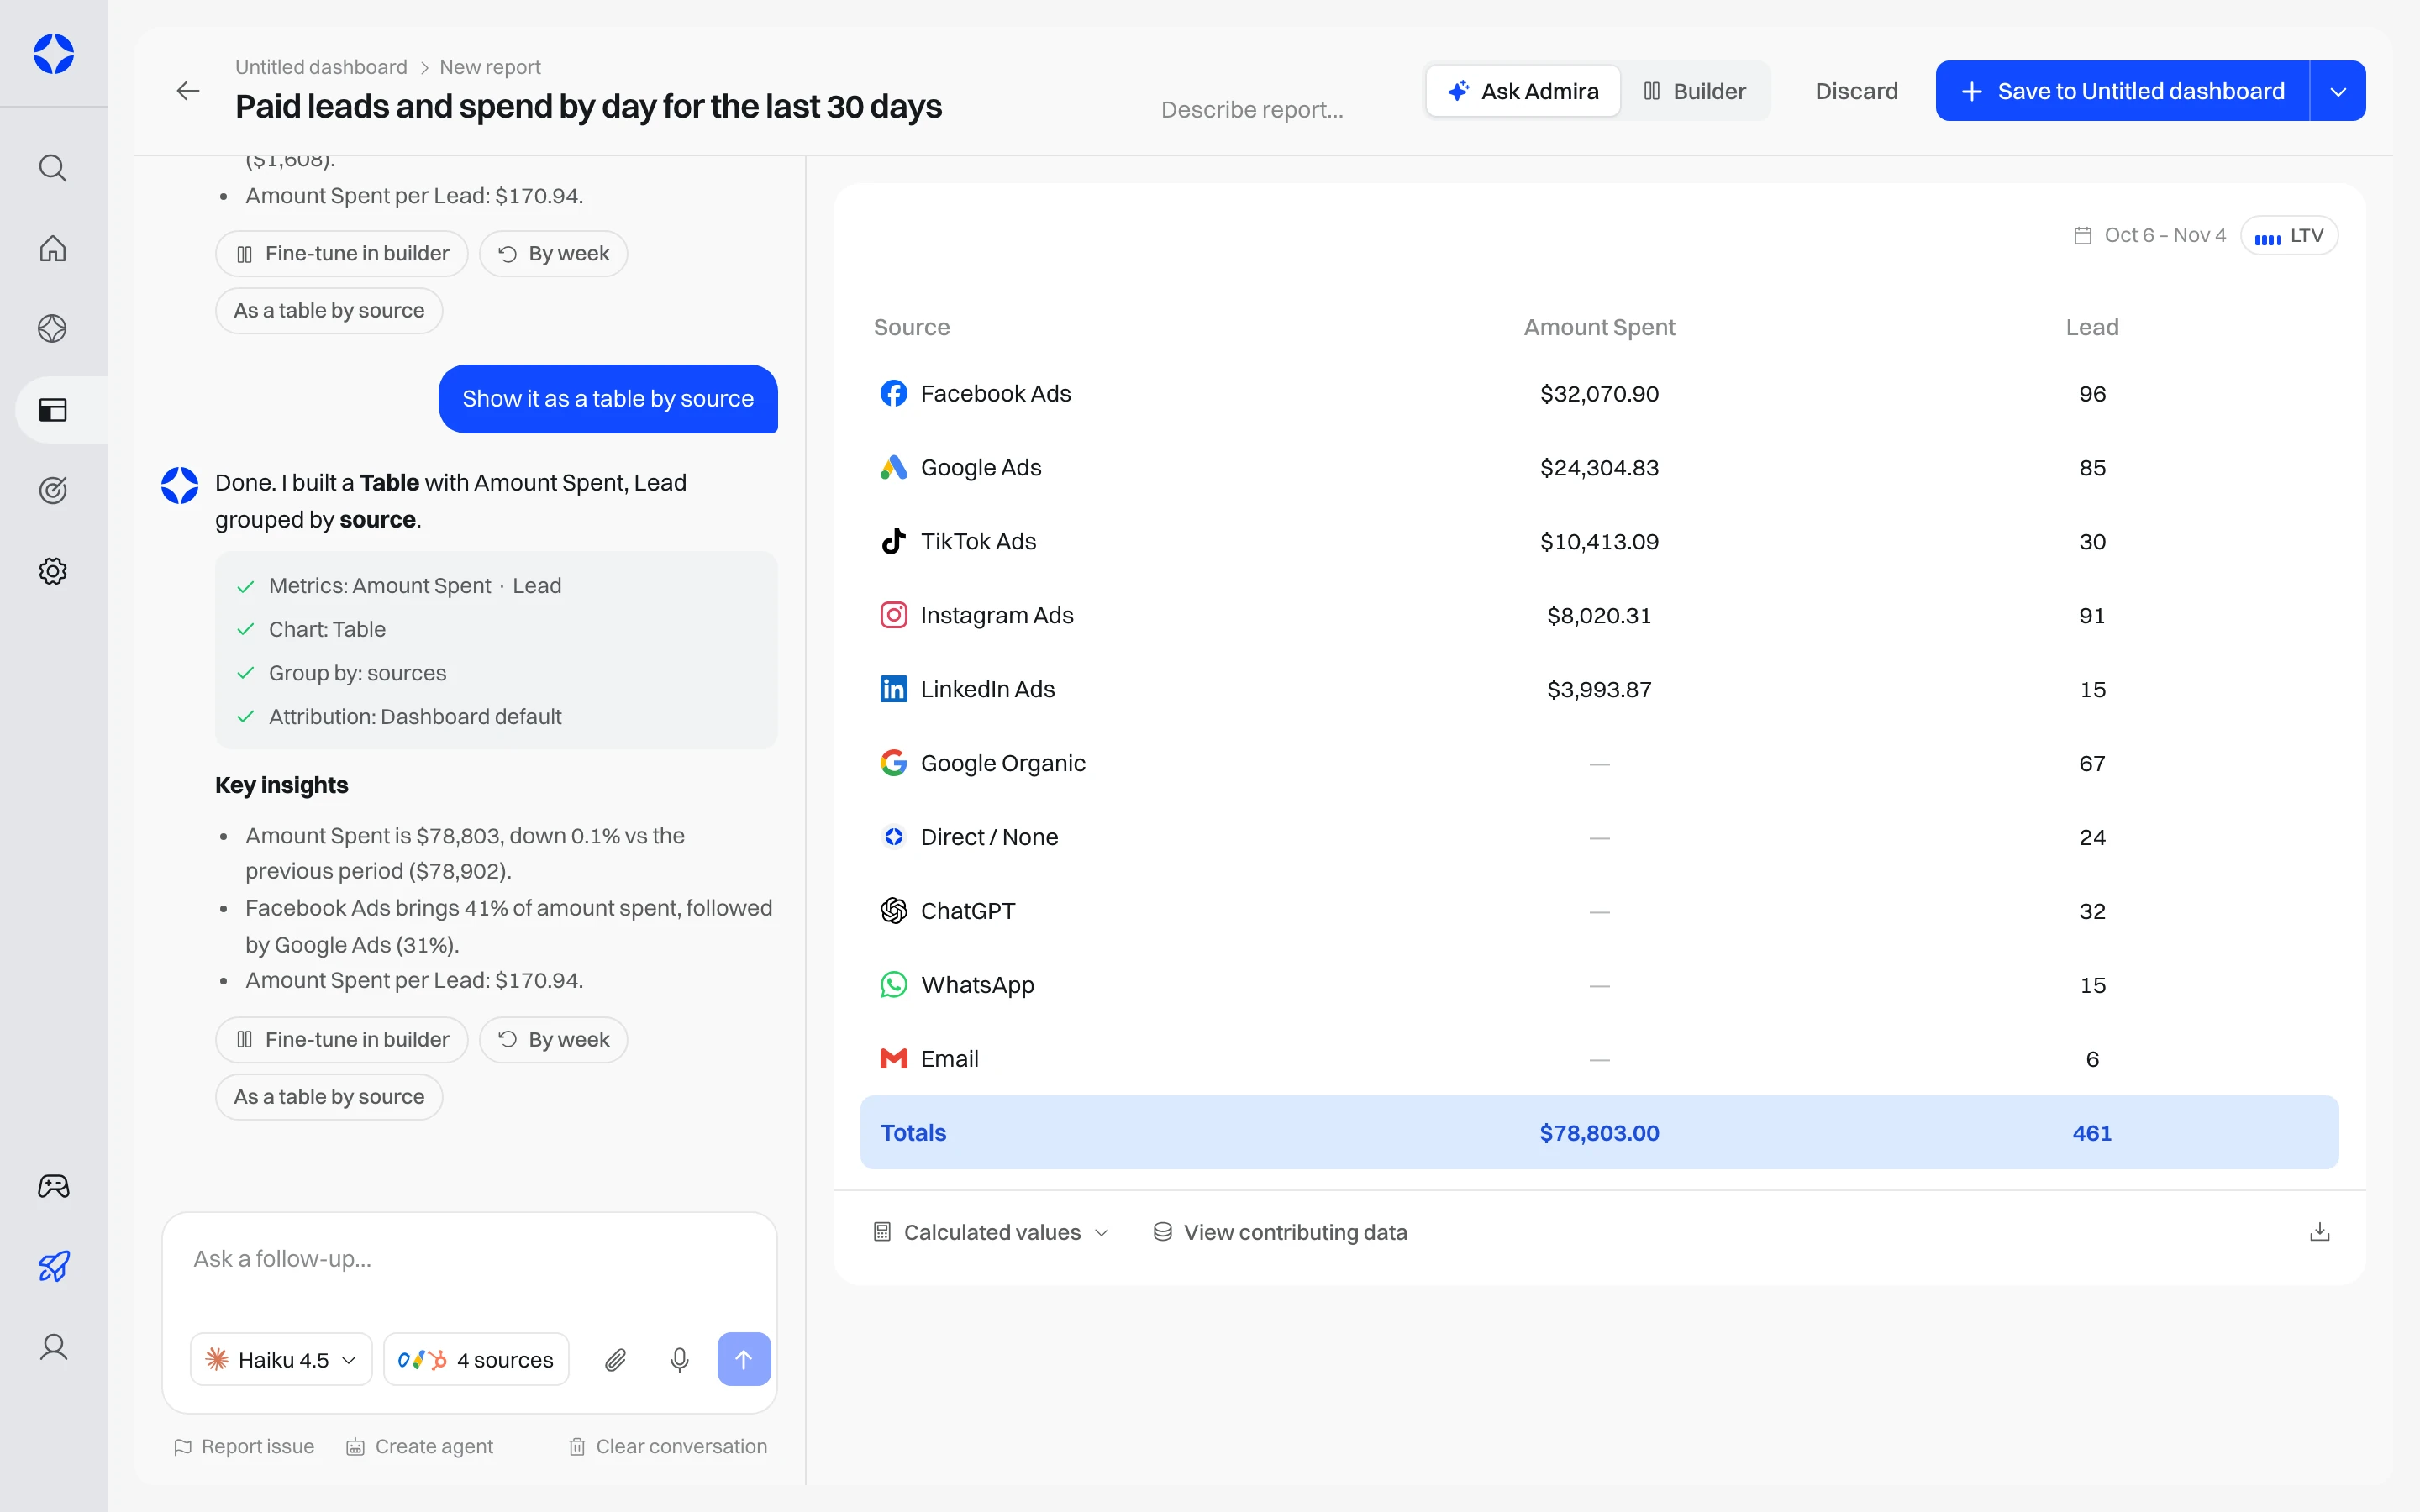 Untitled dashboard > New report
Paid leads and spend by day for the last 30 days
Describe report...
Ask Admira
Builder
Discard
+ Save to Untitled dashboard
($1,608).
• Amount Spent per Lead: $170.94.
Fine-tune in builder
By week
As a table by source
Show it as a table by source
Done. I built a Table with Amount Spent, Lead
grouped by source.
Metrics: Amount Spent · Lead
Chart: Table
Group by: sources
Attribution: Dashboard default
Key insights
• Amount Spent is $78,803, down 0.1% vs the
previous period ($78,902).
• Facebook Ads brings 41% of amount spent, followed
by Google Ads (31%).
• Amount Spent per Lead: $170.94.
Fine-tune in builder
By week
As a table by source
Ask a follow-up...
Haiku 4.5
4 sources
Report issue
Create agent
Clear conversation
Oct 6 – Nov 4
LTV
Source Amount Spent Lead
Facebook Ads $32,070.90 96
Google Ads $24,304.83 85
TikTok Ads $10,413.09 30
Instagram Ads $8,020.31 91
LinkedIn Ads $3,993.87 15
Google Organic — 67
Direct / None — 24
ChatGPT — 32
WhatsApp — 15
Email — 6
Totals $78,803.00 461
Calculated values
View contributing data